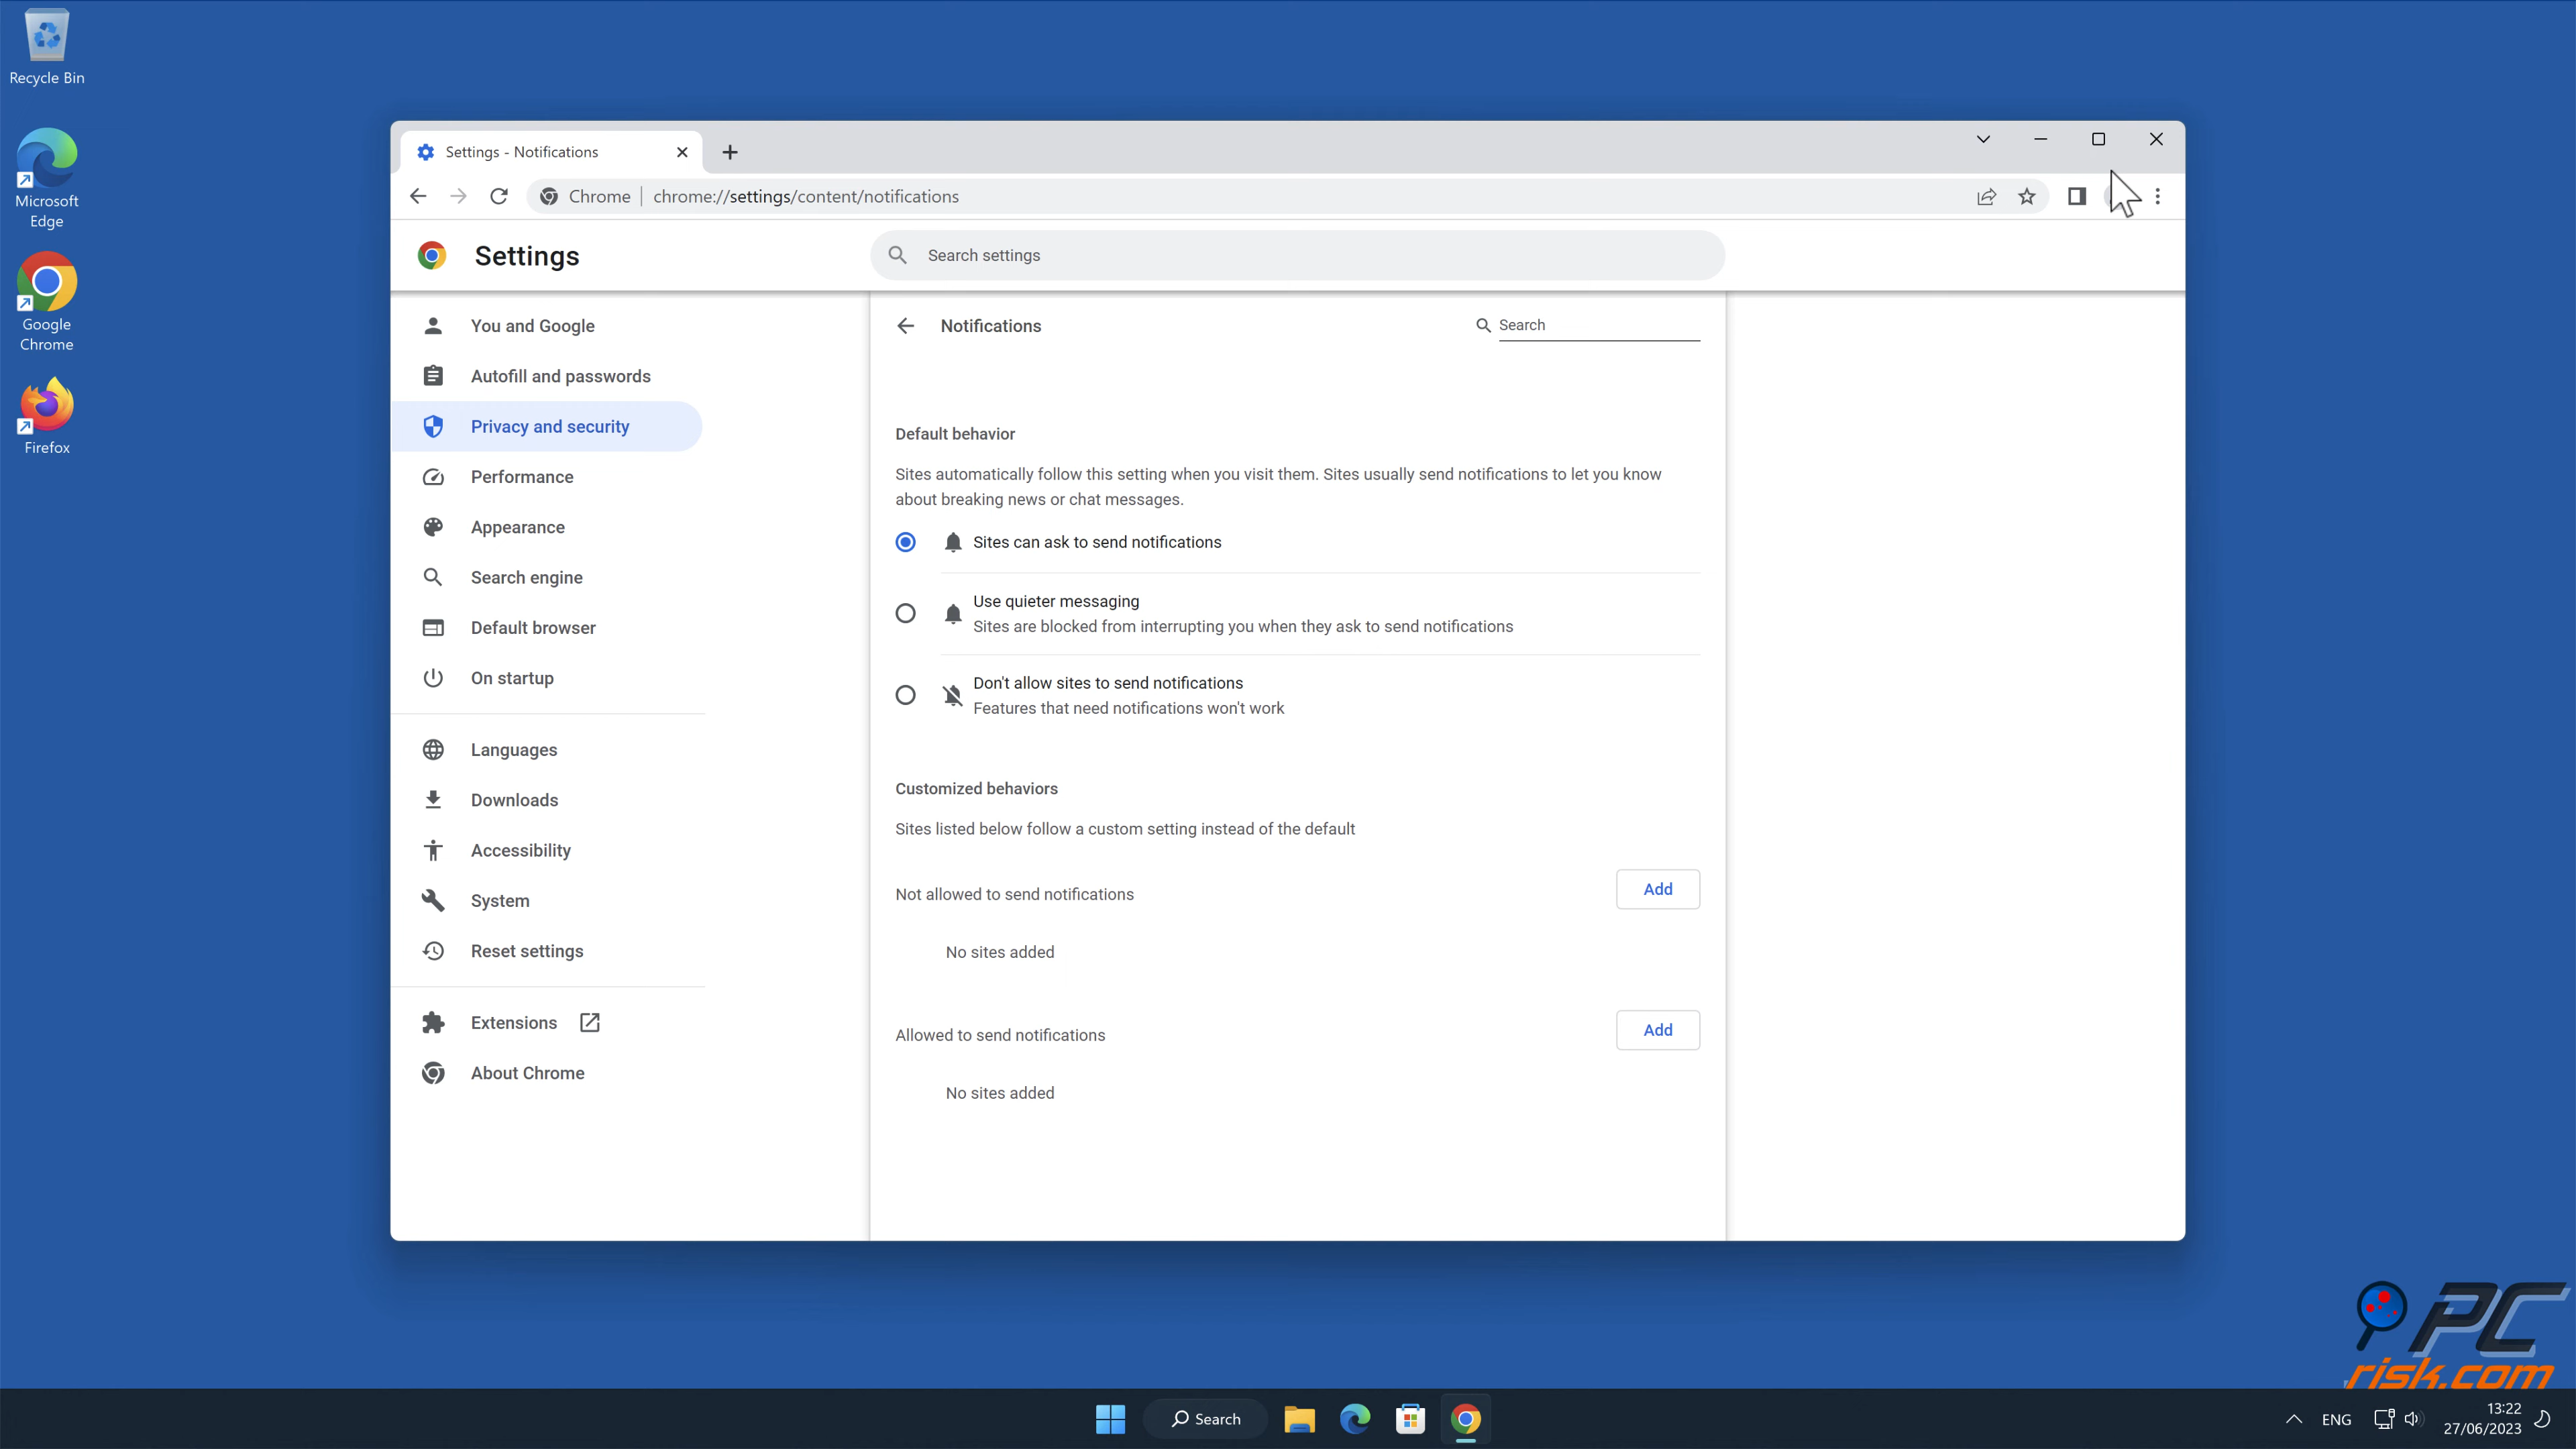 Recycle Bin
Microsoft
Edge
Google
Chrome
Firefox
Settings - Notifications
Chrome
chrome://settings/content/notifications
Settings
Search settings
You and Google
Autofill and passwords
Privacy and security
Performance
Appearance
Search engine
Default browser
On startup
Languages
Downloads
Accessibility
System
Reset settings
Extensions
About Chrome
Notifications
Search
Default behavior
Sites automatically follow this setting when you visit them. Sites usually send notifications to let you know
about breaking news or chat messages.
Sites can ask to send notifications
Use quieter messaging
Sites are blocked from interrupting you when they ask to send notifications
Don't allow sites to send notifications
Features that need notifications won't work
Customized behaviors
Sites listed below follow a custom setting instead of the default
Not allowed to send notifications
Add
No sites added
Allowed to send notifications
Add
No sites added
PC
risk.com
Search
ENG
13:22
27/06/2023